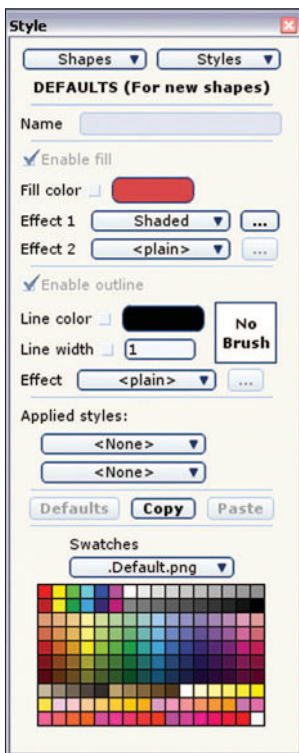 Style
Shapes Styles
DEFAULTS (For new shapes)
Name
Enable fill
Fill color
Effect 1 Shaded ...
Effect 2 <plain> ...
Enable outline
Line color
No
Brush
Line width 1
Effect <plain> ...
Applied styles:
<None>
<None>
Defaults Copy Paste
Swatches
.Default.png